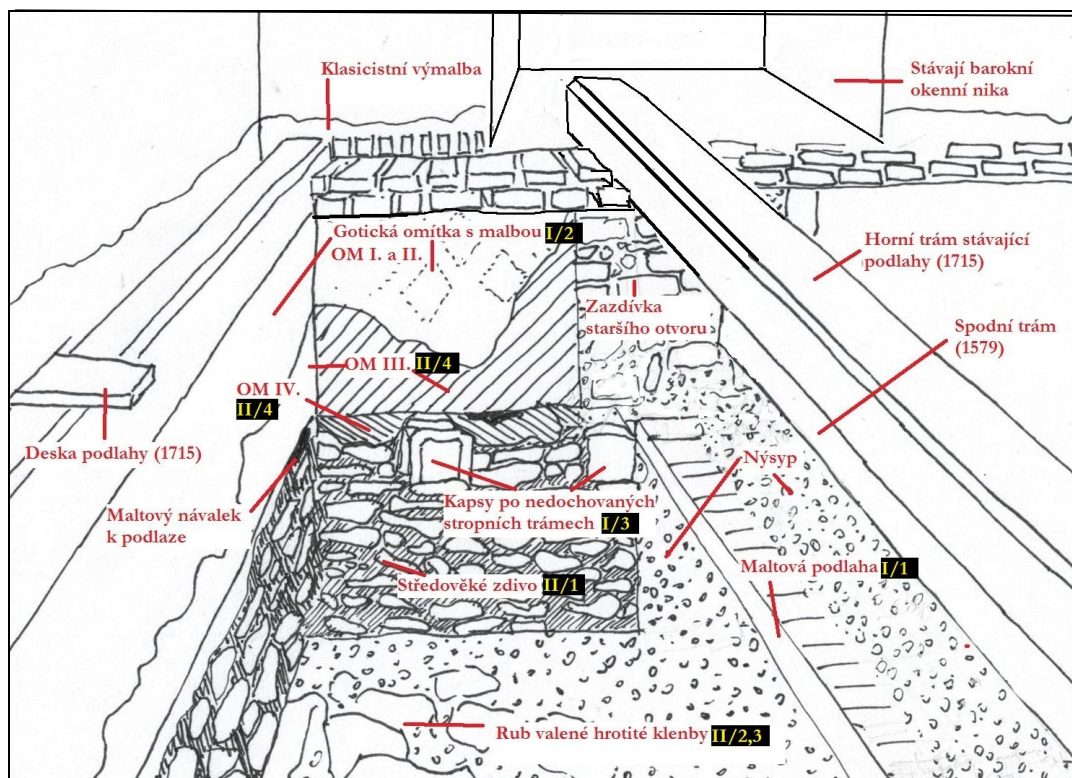 Klasicistní výmalba
Stávají barokní
okenní nika
Gotická omítka s malbou I/2
OM I. a II.
Horní trám stávající
podlahy (1715)
Zazdívka
staršího otvoru
Spodní trám
(1579)
OM III. II/4
OM IV.
II/4
Deska podlahy (1715)
Nýsyp
Maltový návalek
k podlaze
Kapsy po nedochovaných
stropních trámech I/3
Maltová podlaha I/1
Středověké zdivo II/1
Rub valené hrotité klenby II/2,3